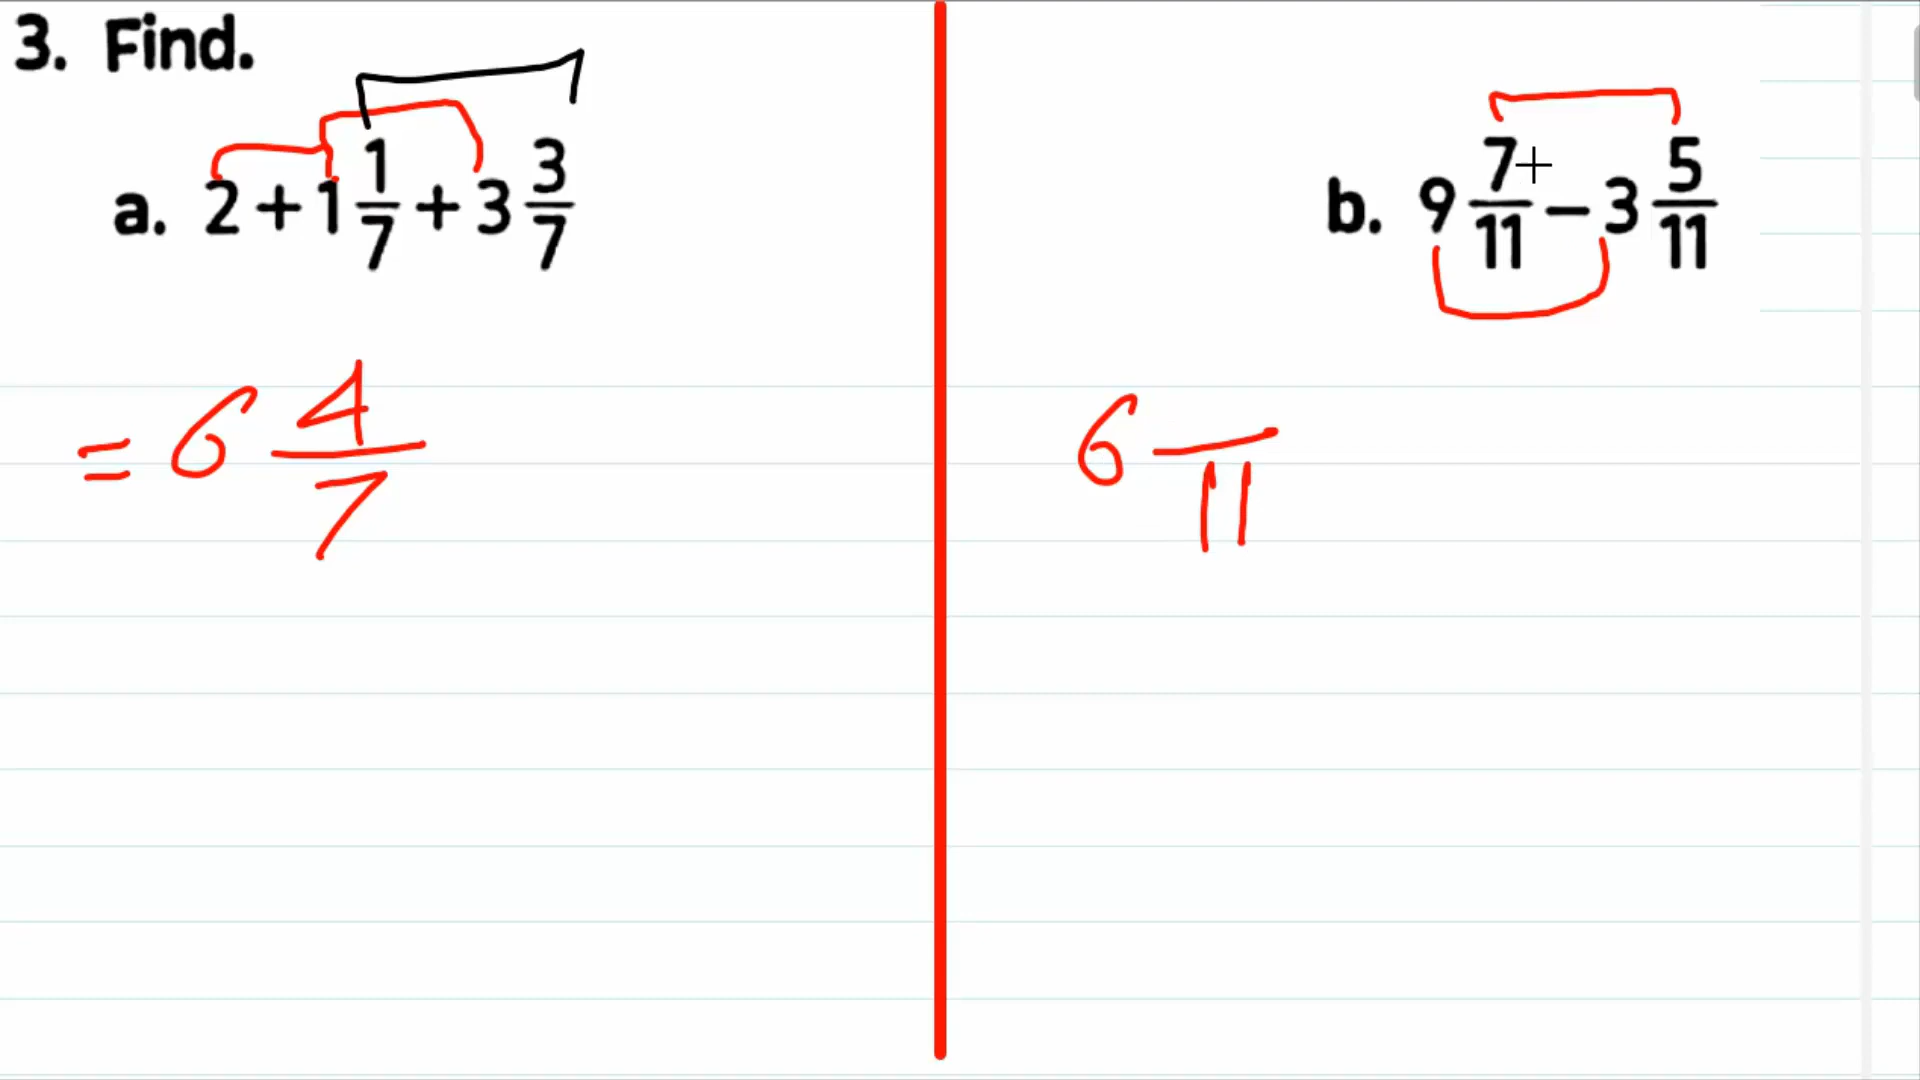 3. Find.
a. 2 + 1 1/7 + 3 3/7
= 6 4/7
b. 9 7/11 − 3 5/11
6 /11